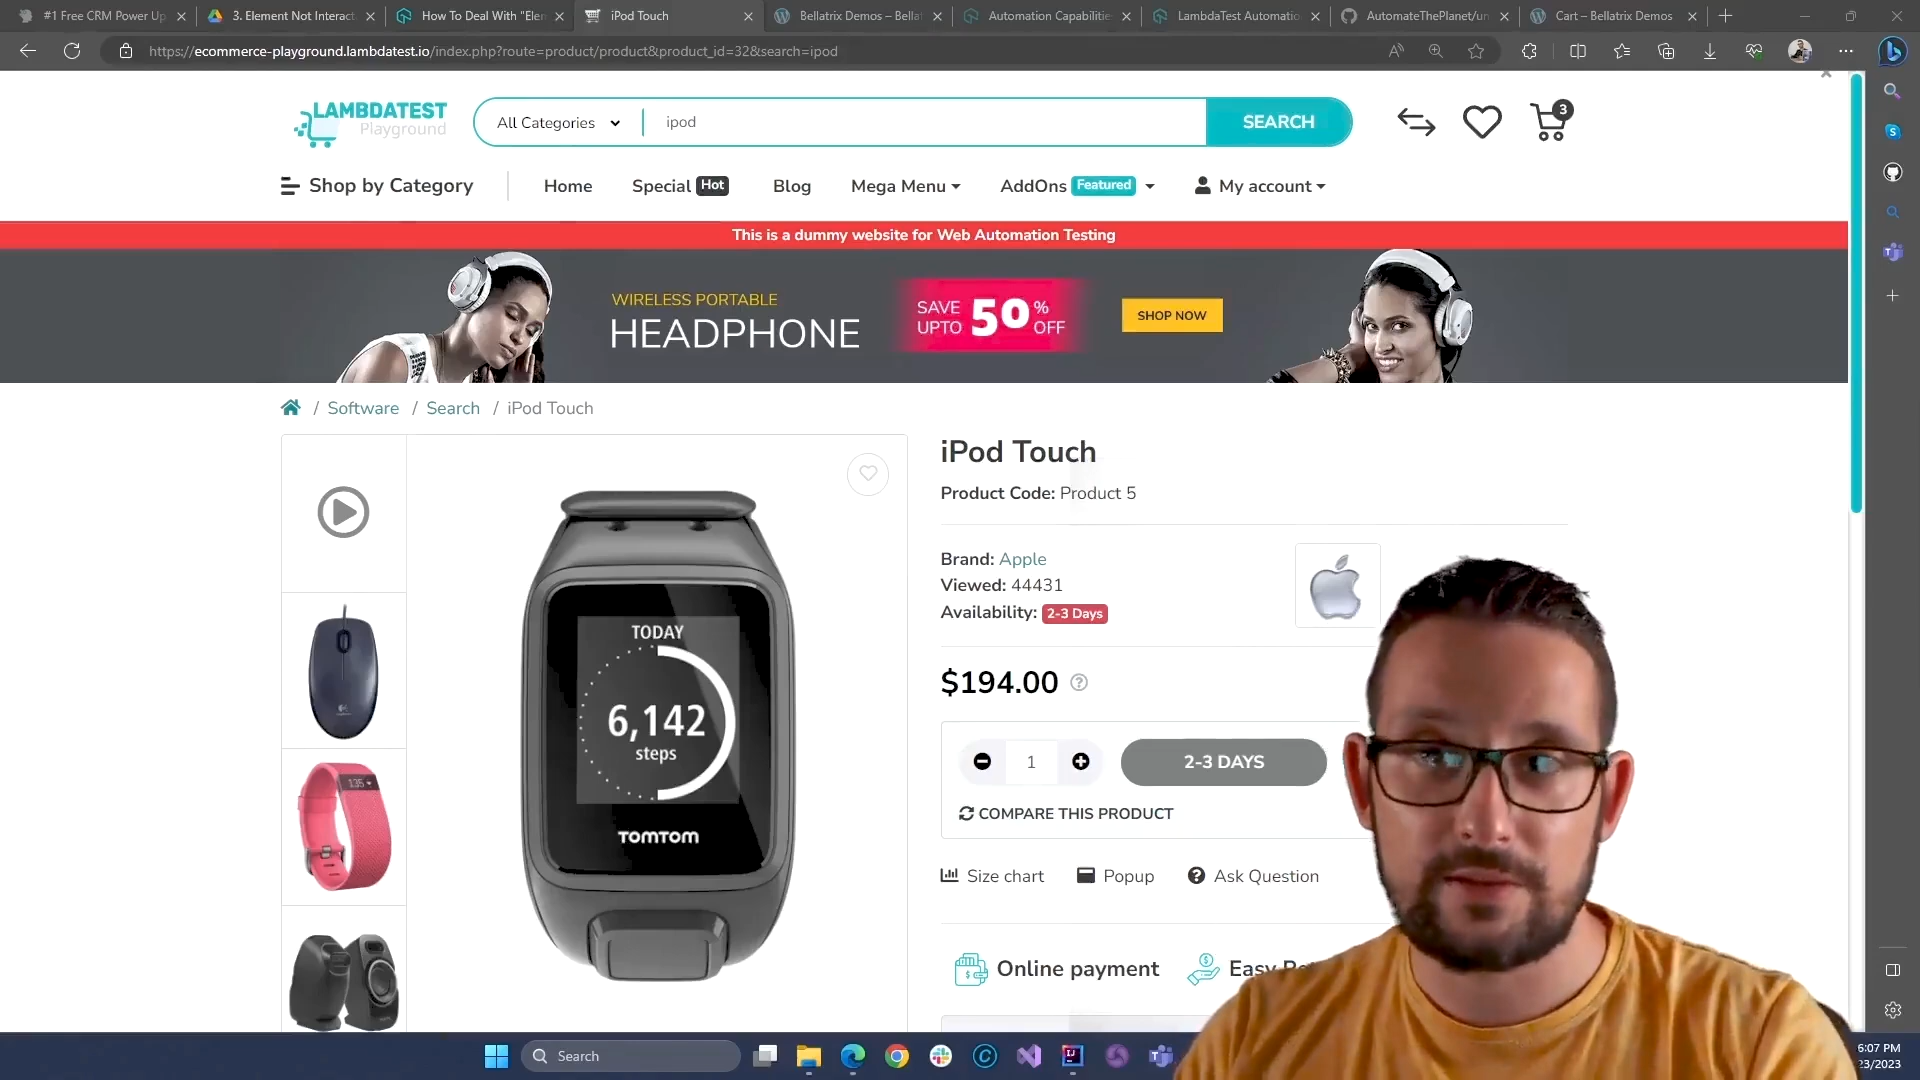 #1 Free CRM Power Up
3. Element Not Interact
How To Deal With "Elem
iPod Touch
Bellatrix Demos – Bella
Automation Capabilitie
LambdaTest Automatio
AutomateThePlanet/un
Cart – Bellatrix Demos
https://ecommerce-playground.lambdatest.io/index.php?route=product/product&product_id=32&search=ipod
LAMBDATEST
Playground
All Categories
ipod
SEARCH
3
Shop by Category
Home
Special Hot
Blog
Mega Menu
AddOns Featured
My account
This is a dummy website for Web Automation Testing
WIRELESS PORTABLE
HEADPHONE
SAVE UPTO 50% OFF
SHOP NOW
/ Software / Search / iPod Touch
iPod Touch
Product Code: Product 5
Brand: Apple
Viewed: 44431
Availability: 2-3 Days
$194.00
1
2-3 DAYS
COMPARE THIS PRODUCT
Size chart
Popup
Ask Question
Online payment
Easy
TODAY
6,142
steps
TOMTOM
135
Search
6:07 PM
23/2023